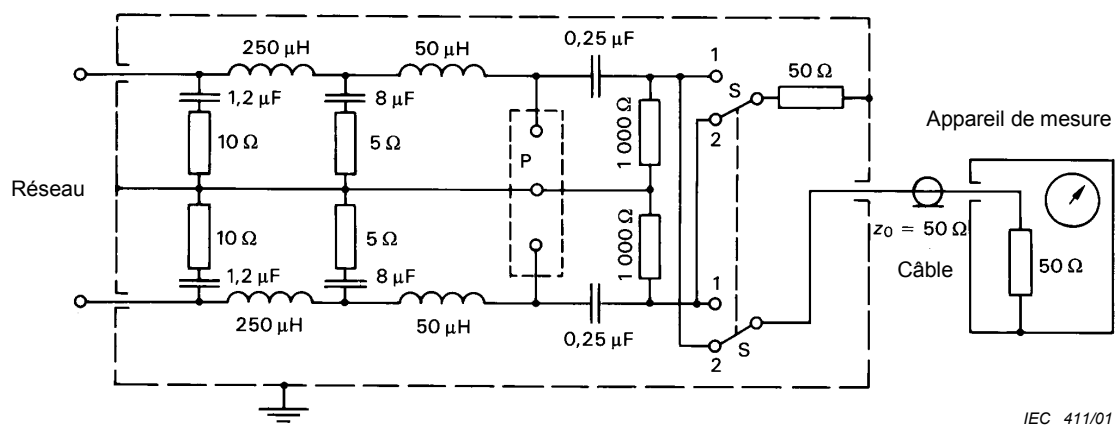 250 µH
50 µH
0,25 µF
1
S
50 Ω
1,2 µF
8 µF
2
10 Ω
5 Ω
P
1 000 Ω
Appareil de mesure
Réseau
10 Ω
5 Ω
1 000 Ω
z0 = 50 Ω
Câble
50 Ω
1,2 µF
8 µF
1
250 µH
50 µH
0,25 µF
2
S
IEC 411/01